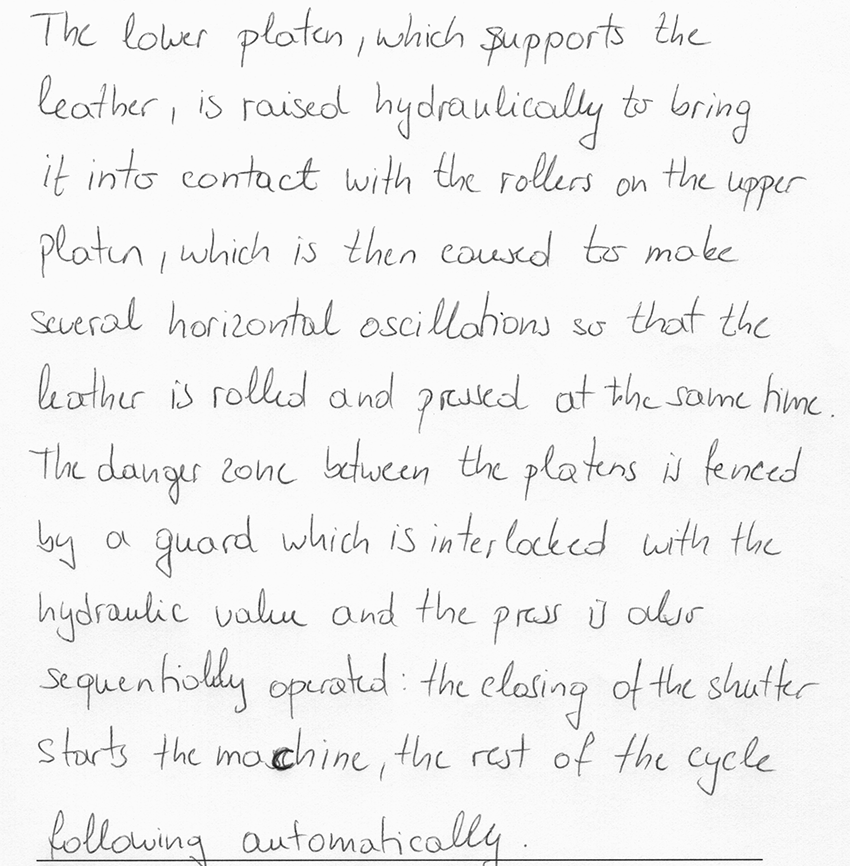 The lower platen, which supports the
leather, is raised hydraulically to bring
it into contact with the rollers on the upper
platen, which is then caused to make
several horizontal oscillations so that the
leather is rolled and pressed at the same time.
The danger zone between the platens is fenced
by a guard which is interlocked with the
hydraulic value and the press is also
sequentially operated: the closing of the shutter
starts the machine, the rest of the cycle
following automatically.